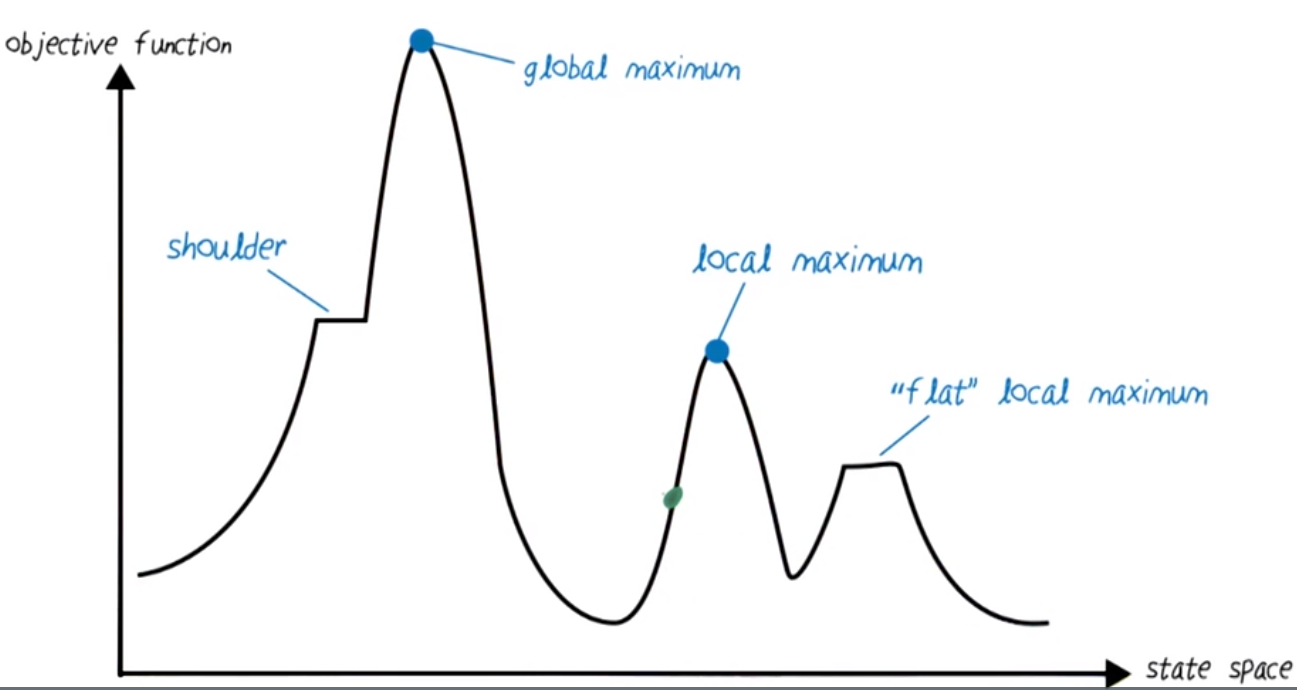 objective function
global maximum
shoulder
local maximum
"flat" local maximum
state space